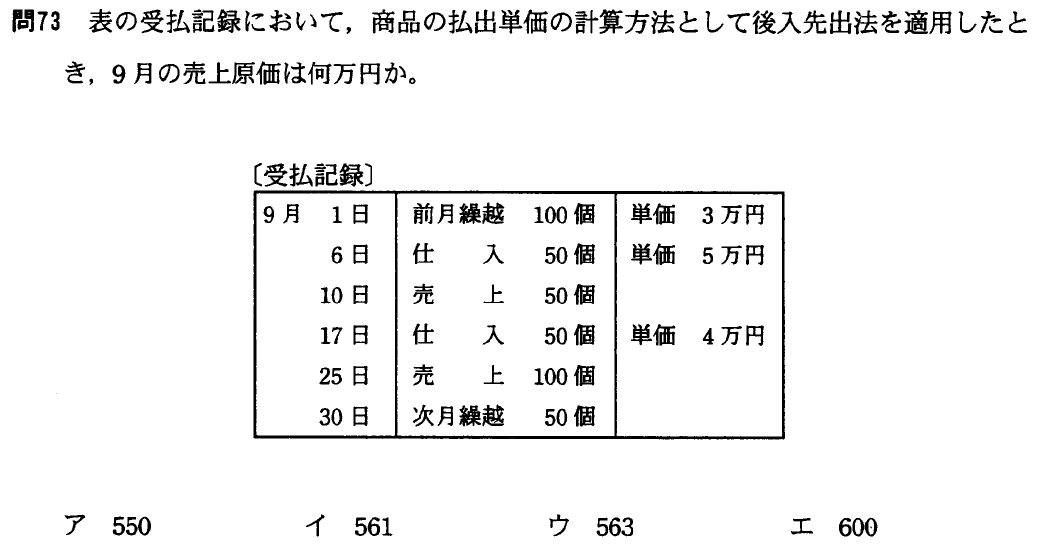 問73 表の受払記録において，商品の払出単価の計算方法として後入先出法を適用したと
き，9月の売上原価は何万円か。
〔受払記録〕
9月 1日 前月繰越 100個 単価 3万円
6日 仕 入 50個 単価 5万円
10日 売 上 50個
17日 仕 入 50個 単価 4万円
25日 売 上 100個
30日 次月繰越 50個
ア 550 イ 561 ウ 563 エ 600